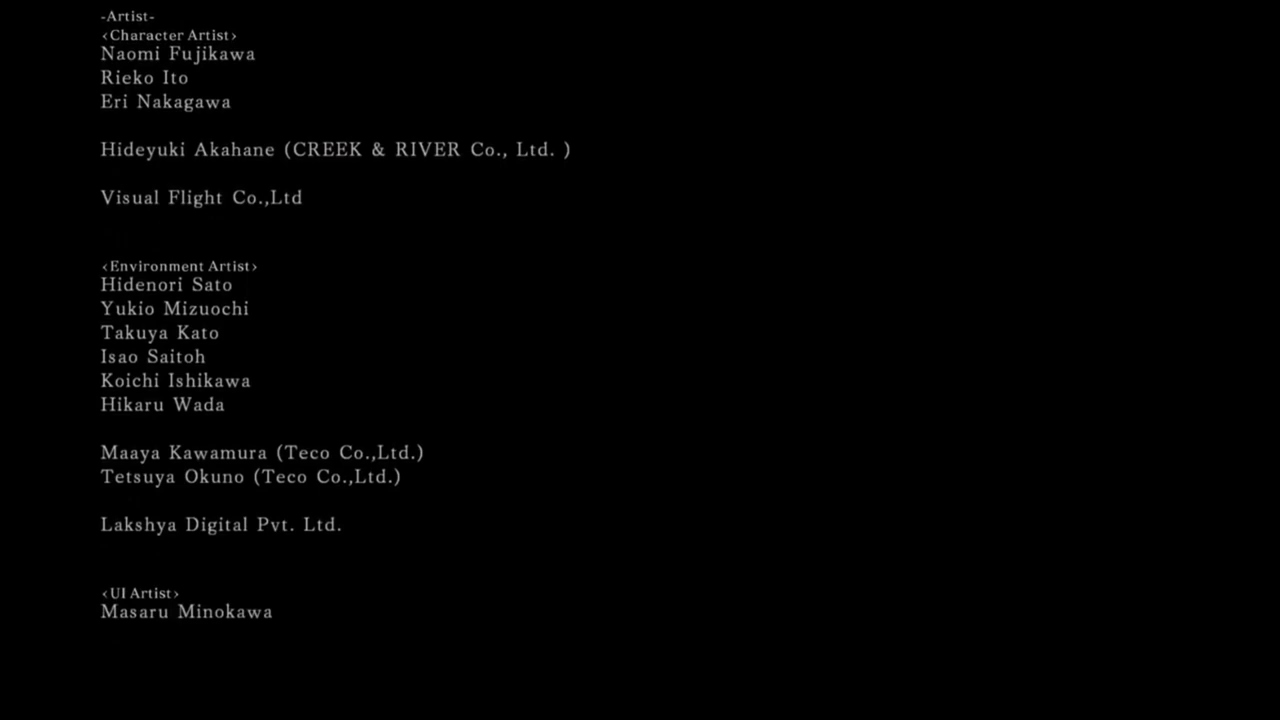 -Artist-
<Character Artist>
Naomi Fujikawa
Rieko Ito
Eri Nakagawa
Hideyuki Akahane (CREEK & RIVER Co., Ltd. )
Visual Flight Co.,Ltd
<Environment Artist>
Hidenori Sato
Yukio Mizuochi
Takuya Kato
Isao Saitoh
Koichi Ishikawa
Hikaru Wada
Maaya Kawamura (Teco Co.,Ltd.)
Tetsuya Okuno (Teco Co.,Ltd.)
Lakshya Digital Pvt. Ltd.
<UI Artist>
Masaru Minokawa